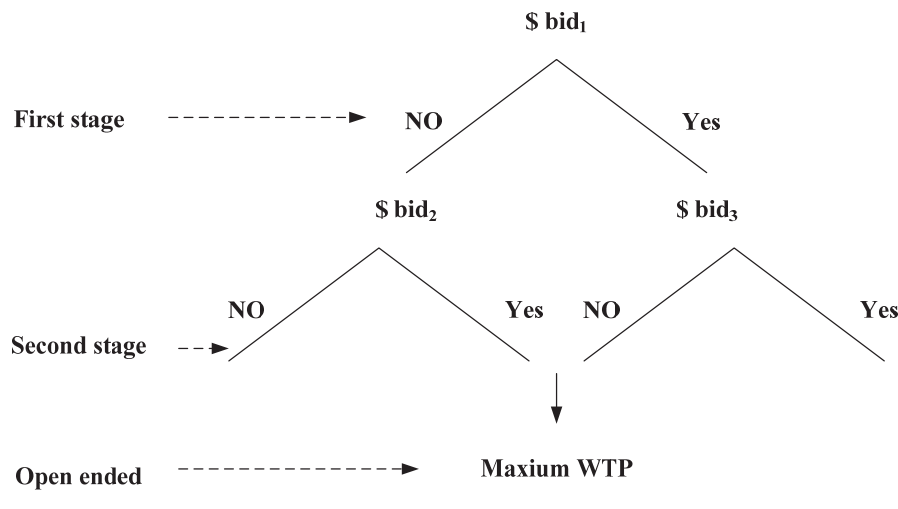 $ bid₁
First stage
NO
Yes
$ bid₂
$ bid₃
NO
Yes
NO
Yes
Second stage
Open ended
Maxium WTP